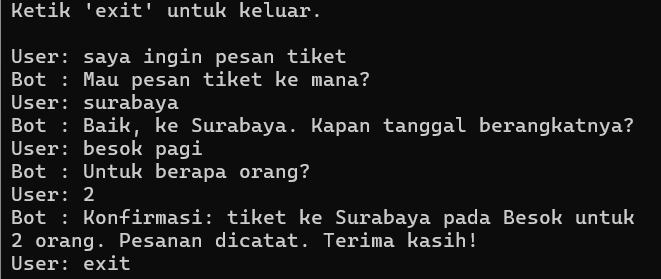 Ketik 'exit' untuk keluar.
User: saya ingin pesan tiket
Bot : Mau pesan tiket ke mana?
User: surabaya
Bot : Baik, ke Surabaya. Kapan tanggal berangkatnya?
User: besok pagi
Bot : Untuk berapa orang?
User: 2
Bot : Konfirmasi: tiket ke Surabaya pada Besok untuk
2 orang. Pesanan dicatat. Terima kasih!
User: exit